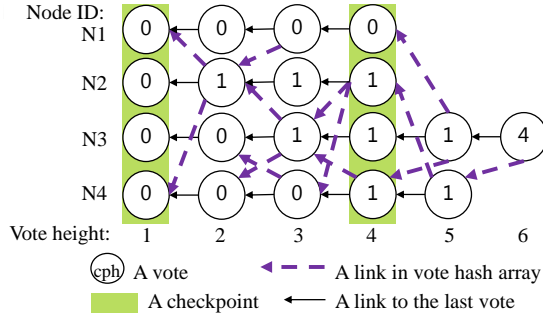 Node ID:
N1 0 0 0 0
N2 0 1 1 1
N3 0 0 1 1 1 4
N4 0 0 0 1 1
Vote height: 1 2 3 4 5 6
cph A vote A link in vote hash array
A checkpoint A link to the last vote